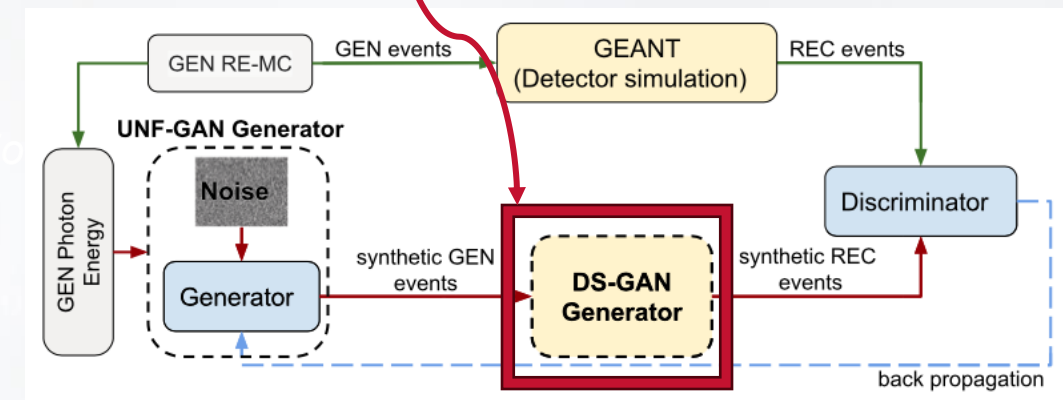 GEN RE-MC
GEN events
GEANT
(Detector simulation)
REC events
UNF-GAN Generator
Noise
GEN Photon
Energy
Generator
synthetic GEN
events
DS-GAN
Generator
synthetic REC
events
Discriminator
back propagation